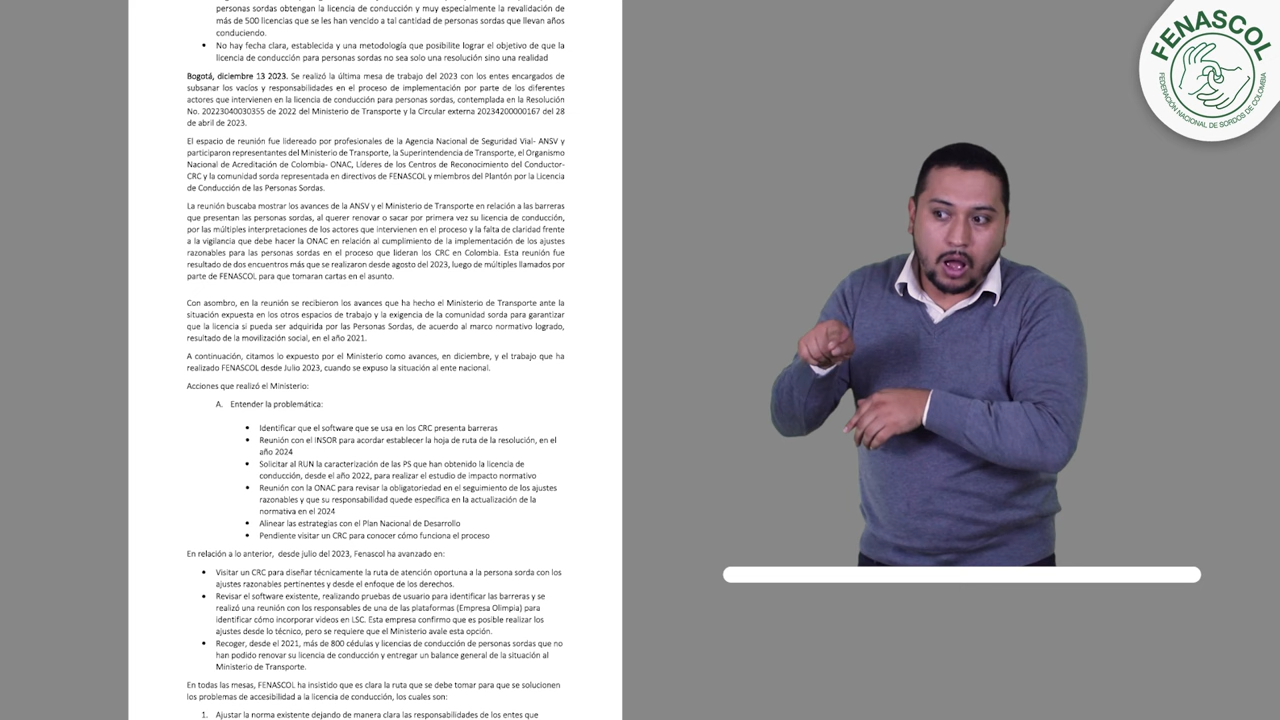 personas sordas obtengan la licencia de conducción y muy especialmente la revalidación de
más de 500 licencias que se les han vencido a tal cantidad de personas sordas que llevan años
conduciendo.
• No hay fecha clara, establecida y una metodología que posibilite lograr el objetivo de que la
licencia de conducción para personas sordas no sea solo una resolución sino una realidad
Bogotá, diciembre 13 2023. Se realizó la última mesa de trabajo del 2023 con los entes encargados de
subsanar los vacíos y responsabilidades en el proceso de implementación por parte de los diferentes
actores que intervienen en la licencia de conducción para personas sordas, contemplada en la Resolución
No. 20223040030355 de 2022 del Ministerio de Transporte y la Circular externa 20234200000167 del 28
de abril de 2023.
El espacio de reunión fue lidereado por profesionales de la Agencia Nacional de Seguridad Vial- ANSV y
participaron representantes del Ministerio de Transporte, la Superintendencia de Transporte, el Organismo
Nacional de Acreditación de Colombia- ONAC, Líderes de los Centros de Reconocimiento del Conductor-
CRC y la comunidad sorda representada en directivos de FENASCOL y miembros del Plantón por la Licencia
de Conducción de las Personas Sordas.
La reunión buscaba mostrar los avances de la ANSV y el Ministerio de Transporte en relación a las barreras
que presentan las personas sordas, al querer renovar o sacar por primera vez su licencia de conducción,
por las múltiples interpretaciones de los actores que intervienen en el proceso y la falta de claridad frente
a la vigilancia que debe hacer la ONAC en relación al cumplimiento de la implementación de los ajustes
razonables para las personas sordas en el proceso que lideran los CRC en Colombia. Esta reunión fue
resultado de dos encuentros más que se realizaron desde agosto del 2023, luego de múltiples llamados por
parte de FENASCOL para que tomaran cartas en el asunto.
Con asombro, en la reunión se recibieron los avances que ha hecho el Ministerio de Transporte ante la
situación expuesta en los otros espacios de trabajo y la exigencia de la comunidad sorda para garantizar
que la licencia si pueda ser adquirida por las Personas Sordas, de acuerdo al marco normativo logrado,
resultado de la movilización social, en el año 2021.
A continuación, citamos lo expuesto por el Ministerio como avances, en diciembre, y el trabajo que ha
realizado FENASCOL desde Julio 2023, cuando se expuso la situación al ente nacional.
Acciones que realizó el Ministerio:
A. Entender la problemática:
• Identificar que el software que se usa en los CRC presenta barreras
• Reunión con el INSOR para acordar establecer la hoja de ruta de la resolución, en el
año 2024
• Solicitar al RUN la caracterización de las PS que han obtenido la licencia de
conducción, desde el año 2022, para realizar el estudio de impacto normativo
• Reunión con la ONAC para revisar la obligatoriedad en el seguimiento de los ajustes
razonables y que su responsabilidad quede específica en la actualización de la
normativa en el 2024
• Alinear las estrategias con el Plan Nacional de Desarrollo
• Pendiente visitar un CRC para conocer cómo funciona el proceso
En relación a lo anterior, desde julio del 2023, Fenascol ha avanzado en:
• Visitar un CRC para diseñar técnicamente la ruta de atención oportuna a la persona sorda con los
ajustes razonables pertinentes y desde el enfoque de los derechos.
• Revisar el software existente, realizando pruebas de usuario para identificar las barreras y se
realizó una reunión con los responsables de una de las plataformas (Empresa Olimpia) para
identificar cómo incorporar videos en LSC. Esta empresa confirmo que es posible realizar los
ajustes desde lo técnico, pero se requiere que el Ministerio avale esta opción.
• Recoger, desde el 2021, más de 800 cédulas y licencias de conducción de personas sordas que no
han podido renovar su licencia de conducción y entregar un balance general de la situación al
Ministerio de Transporte.
En todas las mesas, FENASCOL ha insistido que es clara la ruta que se debe tomar para que se solucionen
los problemas de accesibilidad a la licencia de conducción, los cuales son:
1. Ajustar la norma existente dejando de manera clara las responsabilidades de los entes que
FENASCOL
FEDERACIÓN NACIONAL DE SORDOS DE COLOMBIA